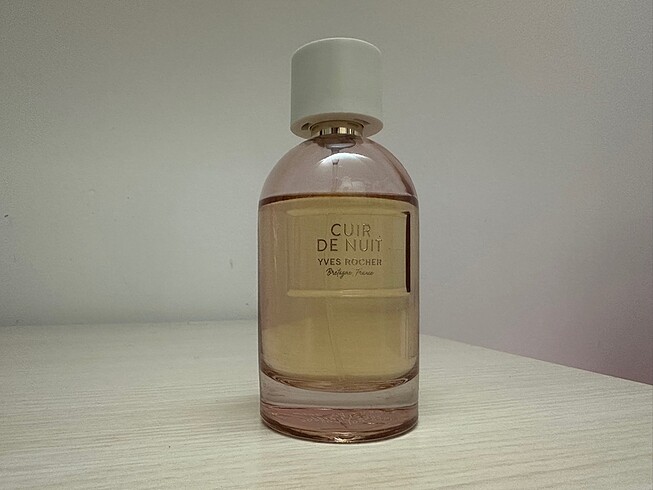 CUIR
DE NUIT
YVES ROCHER
Bretagne, France